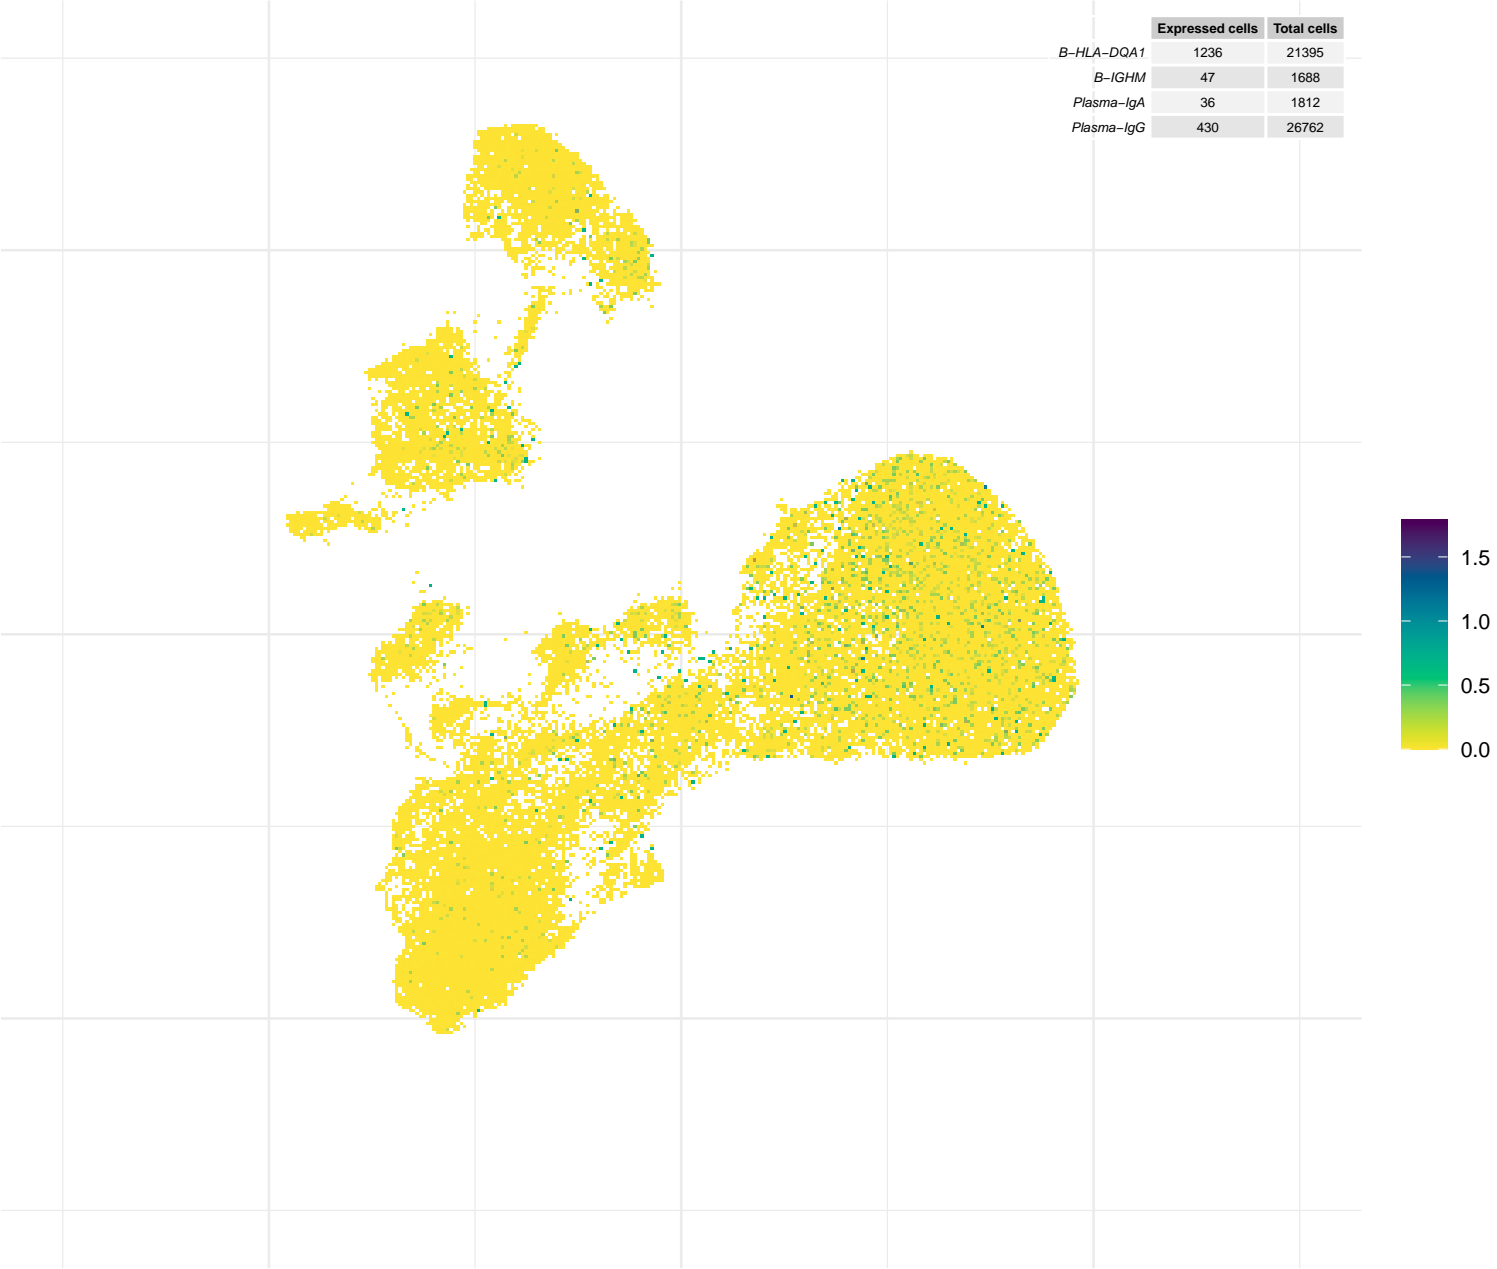 Expressed cells Total cells
B−HLA−DQA1 1236 21395
B−IGHM 47 1688
Plasma−IgA 36 1812
Plasma−IgG 430 26762
1.5
1.0
0.5
0.0